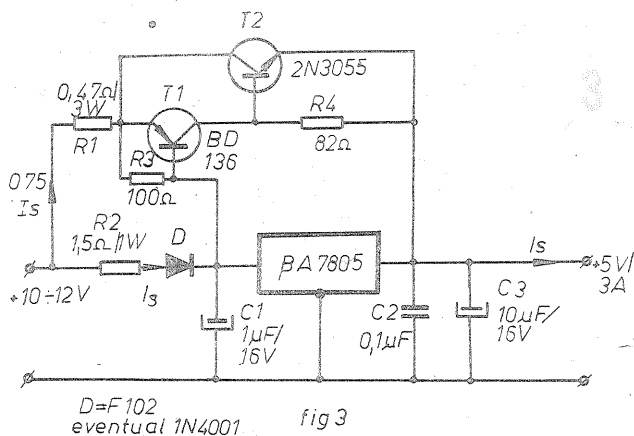 T2
2N3055
0,47Ω/
3W
R1
T1
BD
136
R4
82Ω
R3
100Ω
0,75
Is
R2
1,5Ω/1W
D
+10÷12V
I3
βA7805
Is
+5V/
3A
C1
1μF/
16V
C2
0,1μF
C3
10μF/
16V
D=F102
eventual 1N4001
fig 3